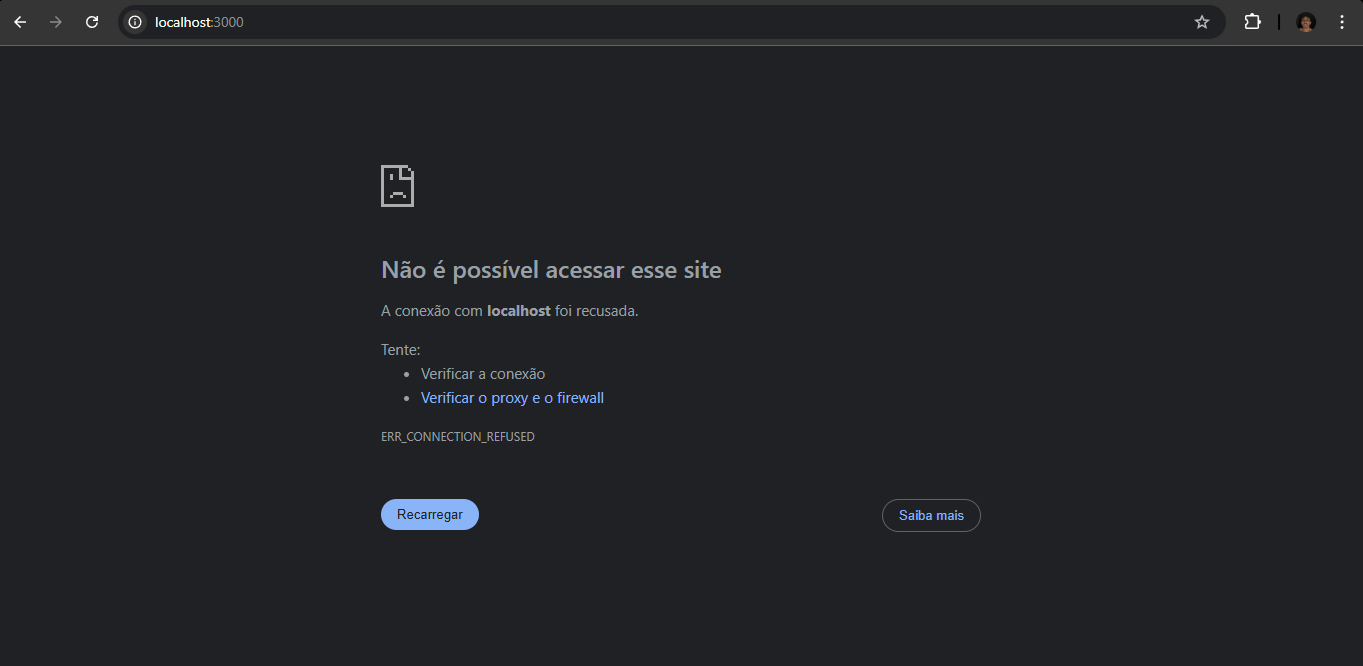 localhost:3000
Não é possível acessar esse site
A conexão com localhost foi recusada.
Tente:
• Verificar a conexão
• Verificar o proxy e o firewall
ERR_CONNECTION_REFUSED
Recarregar
Saiba mais